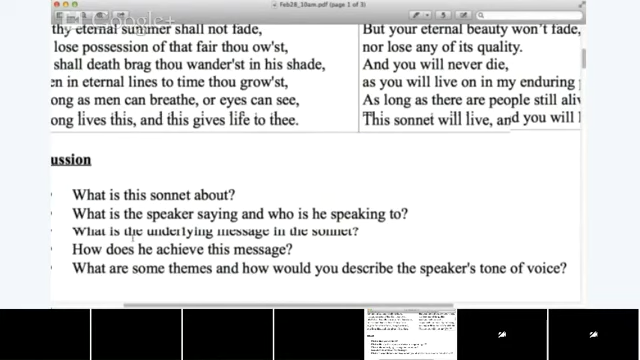 Feb28_10am.pdf (page 1 of 3)
Google+
thy eternal summer shall not fade,
lose possession of that fair thou ow'st,
shall death brag thou wander'st in his shade,
en in eternal lines to time thou grow'st,
ong as men can breathe, or eyes can see,
ong lives this, and this gives life to thee.
But your eternal beauty won't fade,
nor lose any of its quality.
And you will never die,
as you will live on in my enduring
As long as there are people still aliv
This sonnet will live, and you will l
ussion
What is this sonnet about?
What is the speaker saying and who is he speaking to?
What is the underlying message in the sonnet?
How does he achieve this message?
What are some themes and how would you describe the speaker's tone of voice?